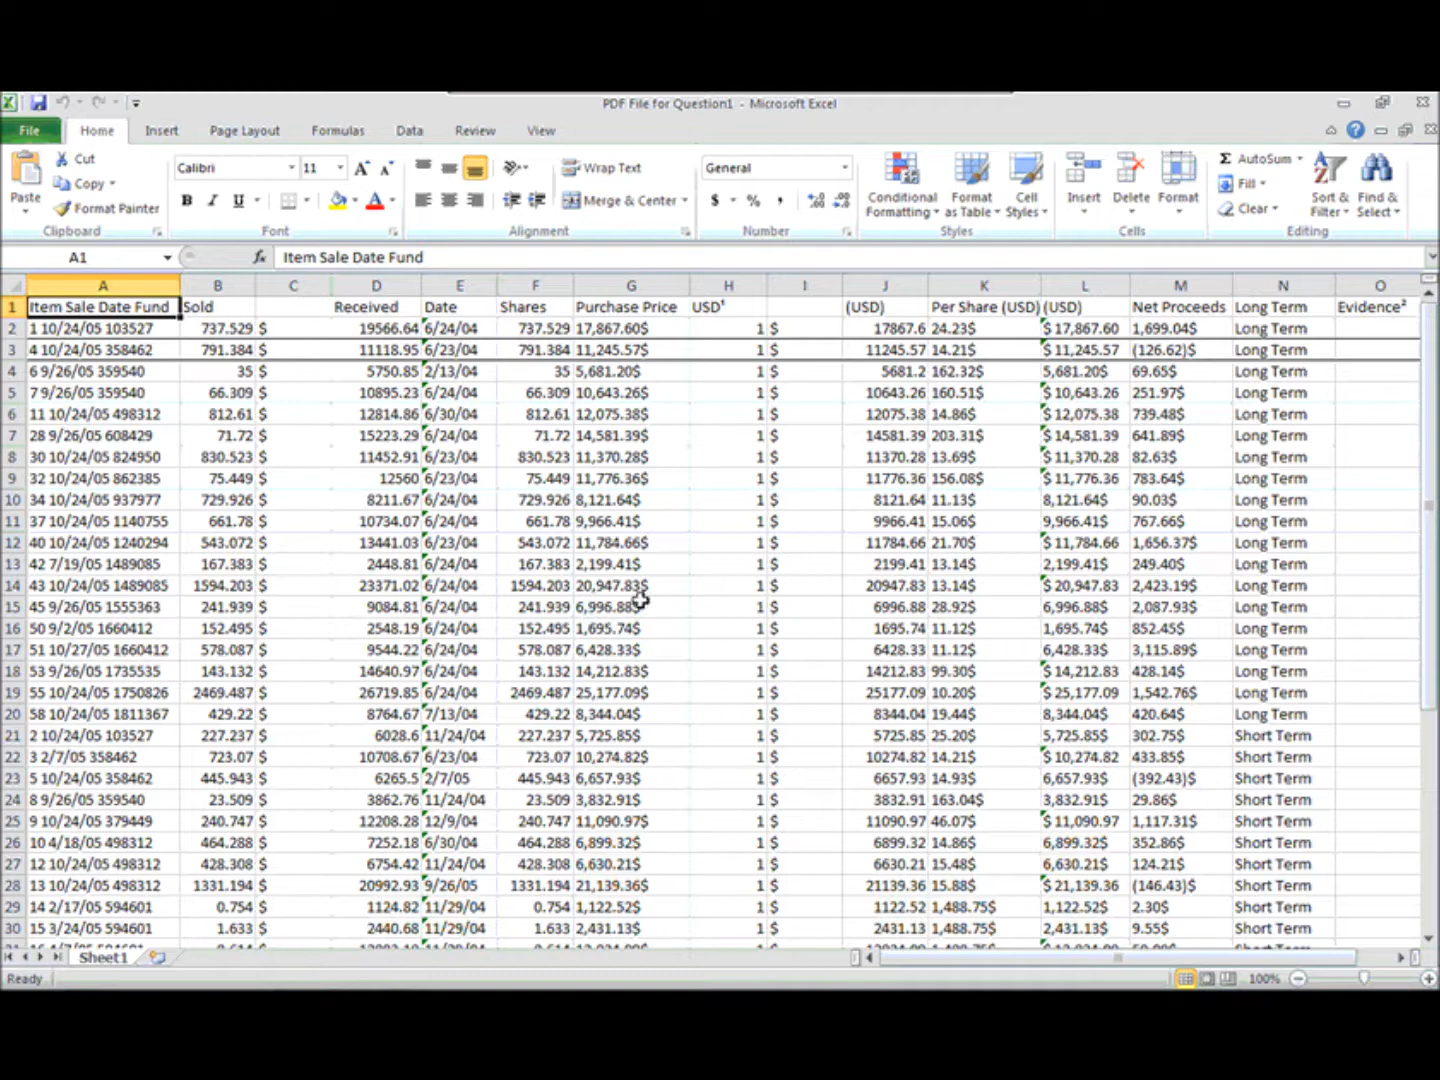 PDF File for Question1 - Microsoft Excel
File Home Insert Page Layout Formulas Data Review View
Cut Calibri 11 Wrap Text General AutoSum
Copy Fill
Paste Format Painter B I U Merge & Center $ % , Conditional Formatting Format as Table Cell Styles Insert Delete Format Clear Sort & Filter Find & Select
Clipboard Font Alignment Number Styles Cells Editing
A1 fx Item Sale Date Fund
A B C D E F G H I J K L M N O
1 Item Sale Date Fund Sold Received Date Shares Purchase Price USD¹ (USD) Per Share (USD) (USD) Net Proceeds Long Term Evidence²
2 1 10/24/05 103527 737.529 $ 19566.64 6/24/04 737.529 17,867.60$ 1 $ 17867.6 24.23$ $ 17,867.60 1,699.04$ Long Term
3 4 10/24/05 358462 791.384 $ 11118.95 6/23/04 791.384 11,245.57$ 1 $ 11245.57 14.21$ $ 11,245.57 (126.62)$ Long Term
4 6 9/26/05 359540 35 $ 5750.85 2/13/04 35 5,681.20$ 1 $ 5681.2 162.32$ 5,681.20$ 69.65$ Long Term
5 7 9/26/05 359540 66.309 $ 10895.23 6/23/04 66.309 10,643.26$ 1 $ 10643.26 160.51$ $ 10,643.26 251.97$ Long Term
6 11 10/24/05 498312 812.61 $ 12814.86 6/30/04 812.61 12,075.38$ 1 $ 12075.38 14.86$ $ 12,075.38 739.48$ Long Term
7 28 9/26/05 608429 71.72 $ 15223.29 6/24/04 71.72 14,581.39$ 1 $ 14581.39 203.31$ $ 14,581.39 641.89$ Long Term
8 30 10/24/05 824950 830.523 $ 11452.91 6/23/04 830.523 11,370.28$ 1 $ 11370.28 13.69$ $ 11,370.28 82.63$ Long Term
9 32 10/24/05 862385 75.449 $ 12560 6/23/04 75.449 11,776.36$ 1 $ 11776.36 156.08$ $ 11,776.36 783.64$ Long Term
10 34 10/24/05 937977 729.926 $ 8211.67 6/24/04 729.926 8,121.64$ 1 $ 8121.64 11.13$ 8,121.64$ 90.03$ Long Term
11 37 10/24/05 1140755 661.78 $ 10734.07 6/24/04 661.78 9,966.41$ 1 $ 9966.41 15.06$ 9,966.41$ 767.66$ Long Term
12 40 10/24/05 1240294 543.072 $ 13441.03 6/23/04 543.072 11,784.66$ 1 $ 11784.66 21.70$ $ 11,784.66 1,656.37$ Long Term
13 42 7/19/05 1489085 167.383 $ 2448.81 6/24/04 167.383 2,199.41$ 1 $ 2199.41 13.14$ 2,199.41$ 249.40$ Long Term
14 43 10/24/05 1489085 1594.203 $ 23371.02 6/24/04 1594.203 20,947.83$ 1 $ 20947.83 13.14$ $ 20,947.83 2,423.19$ Long Term
15 45 9/26/05 1555363 241.939 $ 9084.81 6/24/04 241.939 6,996.88$ 1 $ 6996.88 28.92$ 6,996.88$ 2,087.93$ Long Term
16 50 9/2/05 1660412 152.495 $ 2548.19 6/24/04 152.495 1,695.74$ 1 $ 1695.74 11.12$ 1,695.74$ 852.45$ Long Term
17 51 10/27/05 1660412 578.087 $ 9544.22 6/24/04 578.087 6,428.33$ 1 $ 6428.33 11.12$ 6,428.33$ 3,115.89$ Long Term
18 53 9/26/05 1735535 143.132 $ 14640.97 6/24/04 143.132 14,212.83$ 1 $ 14212.83 99.30$ $ 14,212.83 428.14$ Long Term
19 55 10/24/05 1750826 2469.487 $ 26719.85 6/24/04 2469.487 25,177.09$ 1 $ 25177.09 10.20$ $ 25,177.09 1,542.76$ Long Term
20 58 10/24/05 1811367 429.22 $ 8764.67 7/13/04 429.22 8,344.04$ 1 $ 8344.04 19.44$ 8,344.04$ 420.64$ Long Term
21 2 10/24/05 103527 227.237 $ 6028.6 11/24/04 227.237 5,725.85$ 1 $ 5725.85 25.20$ 5,725.85$ 302.75$ Short Term
22 3 2/7/05 358462 723.07 $ 10708.67 6/23/04 723.07 10,274.82$ 1 $ 10274.82 14.21$ $ 10,274.82 433.85$ Short Term
23 5 10/24/05 358462 445.943 $ 6265.5 2/7/05 445.943 6,657.93$ 1 $ 6657.93 14.93$ 6,657.93$ (392.43)$ Short Term
24 8 9/26/05 359540 23.509 $ 3862.76 11/24/04 23.509 3,832.91$ 1 $ 3832.91 163.04$ 3,832.91$ 29.86$ Short Term
25 9 10/24/05 379449 240.747 $ 12208.28 12/9/04 240.747 11,090.97$ 1 $ 11090.97 46.07$ $ 11,090.97 1,117.31$ Short Term
26 10 4/18/05 498312 464.288 $ 7252.18 6/30/04 464.288 6,899.32$ 1 $ 6899.32 14.86$ 6,899.32$ 352.86$ Short Term
27 12 10/24/05 498312 428.308 $ 6754.42 11/24/04 428.308 6,630.21$ 1 $ 6630.21 15.48$ 6,630.21$ 124.21$ Short Term
28 13 10/24/05 498312 1331.194 $ 20992.93 9/26/05 1331.194 21,139.36$ 1 $ 21139.36 15.88$ $ 21,139.36 (146.43)$ Short Term
29 14 2/17/05 594601 0.754 $ 1124.82 11/29/04 0.754 1,122.52$ 1 $ 1122.52 1,488.75$ 1,122.52$ 2.30$ Short Term
30 15 3/24/05 594601 1.633 $ 2440.68 11/29/04 1.633 2,431.13$ 1 $ 2431.13 1,488.75$ 2,431.13$ 9.55$ Short Term
Sheet1
Ready 100%